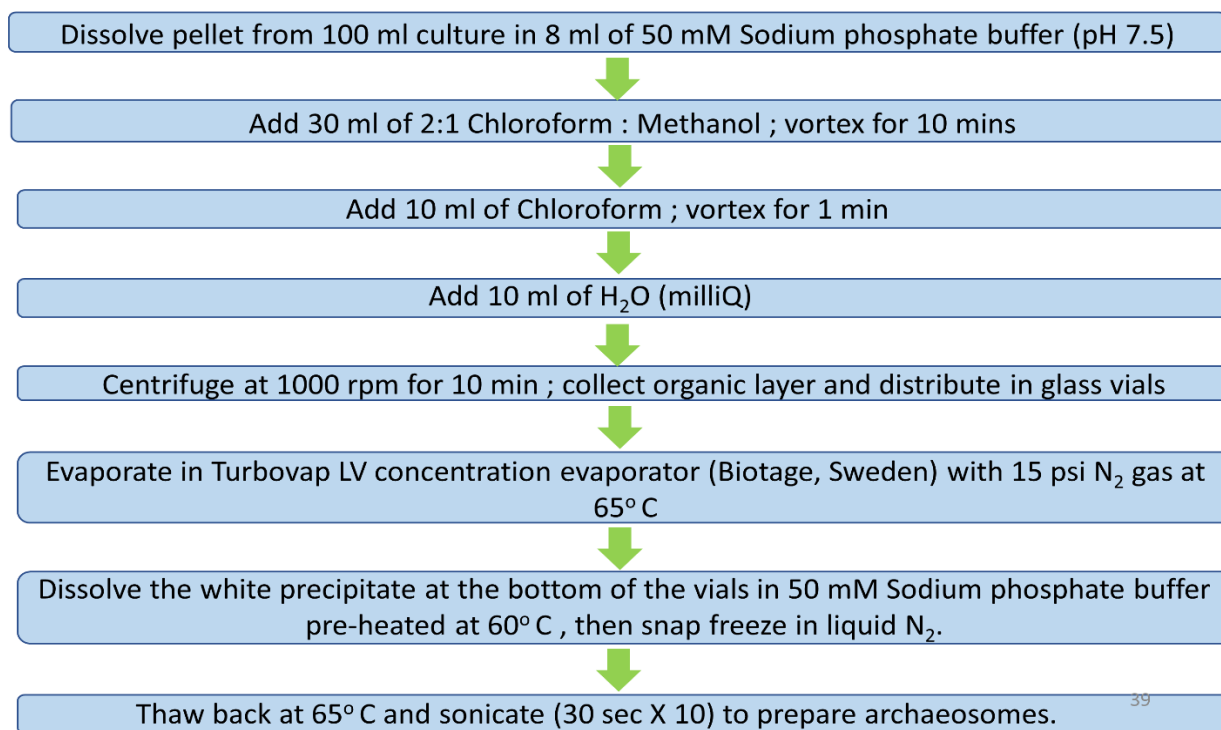 Dissolve pellet from 100 ml culture in 8 ml of 50 mM Sodium phosphate buffer (pH 7.5)
Add 30 ml of 2:1 Chloroform : Methanol ; vortex for 10 mins
Add 10 ml of Chloroform ; vortex for 1 min
Add 10 ml of H₂O (milliQ)
Centrifuge at 1000 rpm for 10 min ; collect organic layer and distribute in glass vials
Evaporate in Turbovap LV concentration evaporator (Biotage, Sweden) with 15 psi N₂ gas at
65° C
Dissolve the white precipitate at the bottom of the vials in 50 mM Sodium phosphate buffer
pre-heated at 60° C , then snap freeze in liquid N₂.
Thaw back at 65° C and sonicate (30 sec X 10) to prepare archaeosomes.
39